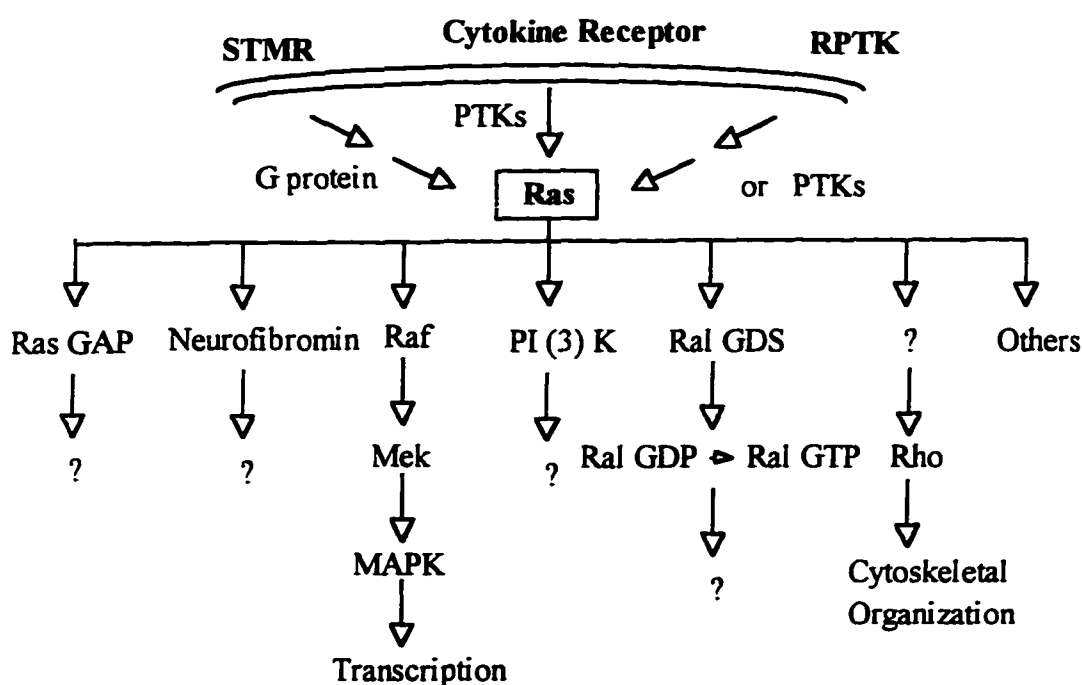 STMR
Cytokine Receptor
RPTK
PTKs
G protein
Ras
or PTKs
Ras GAP
Neurofibromin
Raf
PI (3) K
Ral GDS
?
Others
?
?
Mek
?
Ral GDP
Ral GTP
Rho
MAPK
?
Cytoskeletal
Organization
Transcription